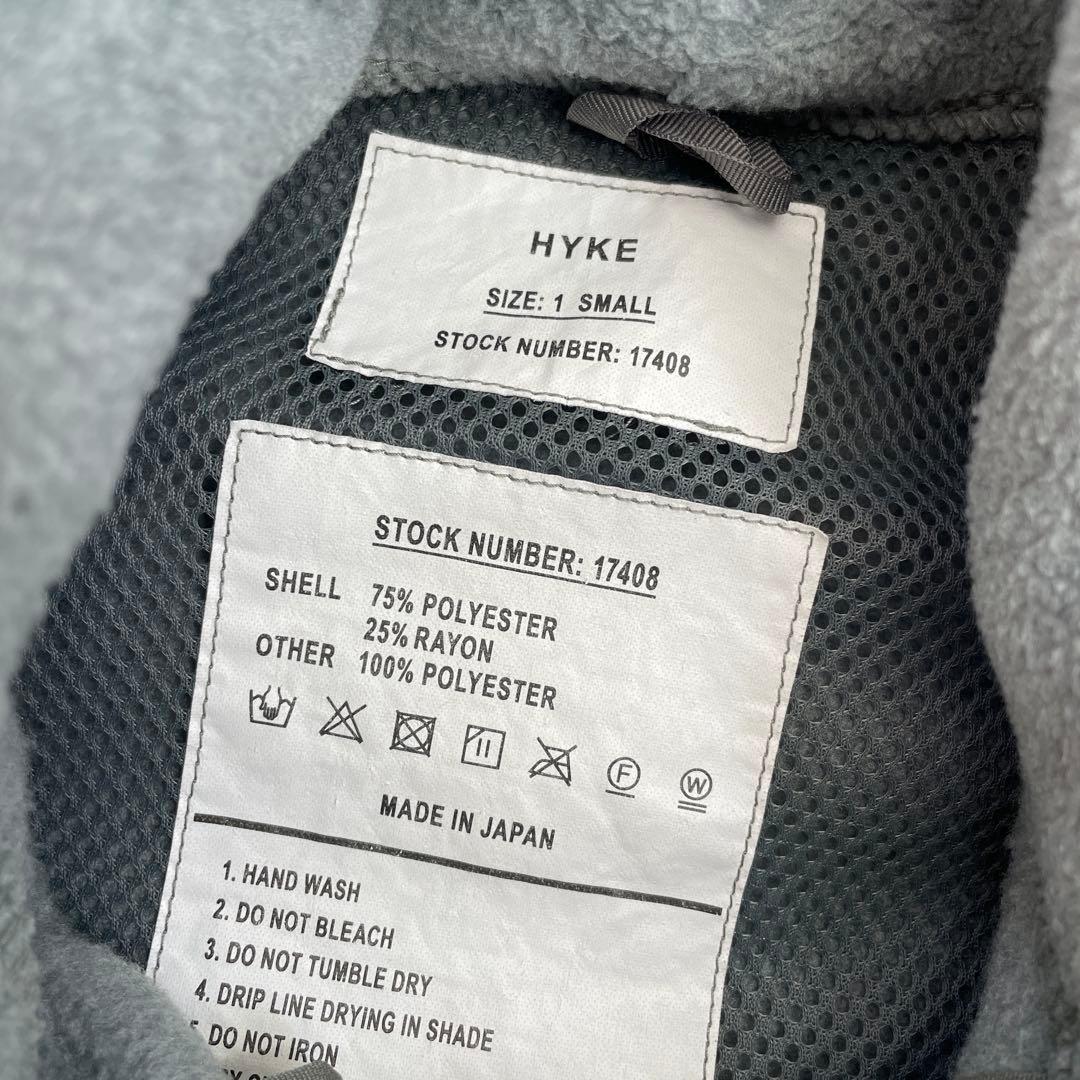 HYKE
SIZE: 1 SMALL
STOCK NUMBER: 17408
STOCK NUMBER: 17408
SHELL 75% POLYESTER
25% RAYON
OTHER 100% POLYESTER
F W
MADE IN JAPAN
1. HAND WASH
2. DO NOT BLEACH
3. DO NOT TUMBLE DRY
4. DRIP LINE DRYING IN SHADE
5 DO NOT IRON